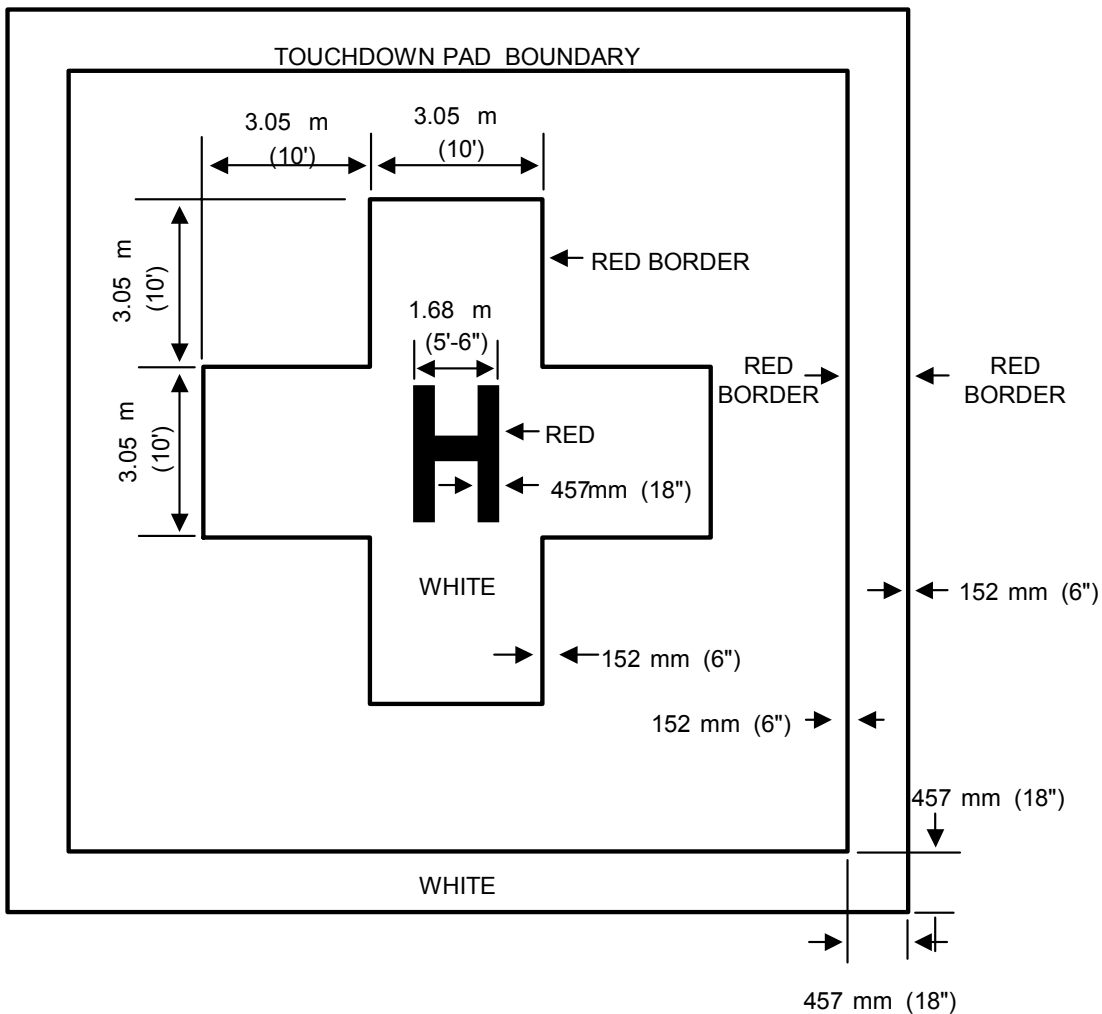 TOUCHDOWN PAD BOUNDARY
3.05 m
(10')
3.05 m
(10')
3.05 m
(10')
RED BORDER
1.68 m
(5'-6")
RED
BORDER
RED
BORDER
3.05 m
(10')
RED
457mm (18")
WHITE
152 mm (6")
152 mm (6")
152 mm (6")
457 mm (18")
WHITE
457 mm (18")
H